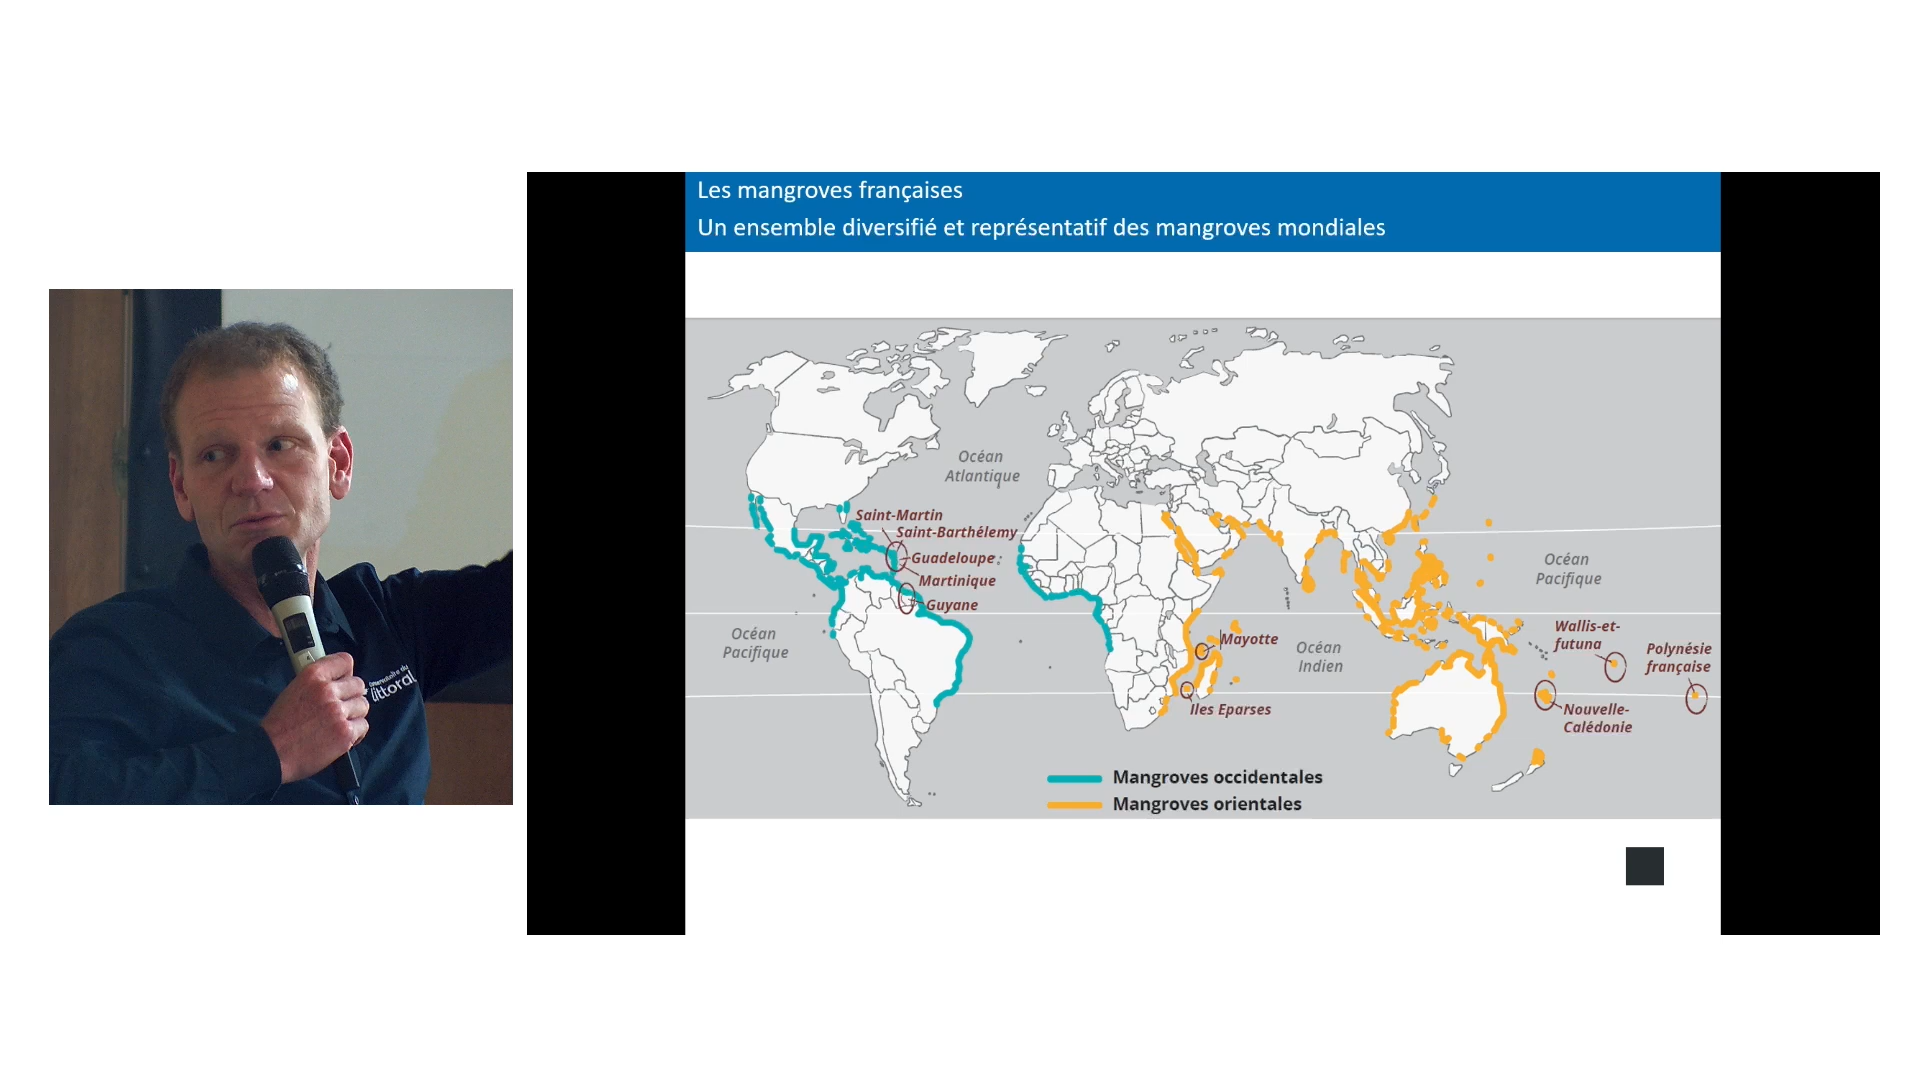 Les mangroves françaises
Un ensemble diversifié et représentatif des mangroves mondiales
Océan
Atlantique
Saint-Martin
Saint-Barthélemy
Guadeloupe
Martinique
Guyane
Océan
Pacifique
Océan
Pacifique
Mayotte
Océan
Indien
Iles Eparses
Wallis-et-
futuna
Polynésie
française
Nouvelle-
Calédonie
Mangroves occidentales
Mangroves orientales
littoral